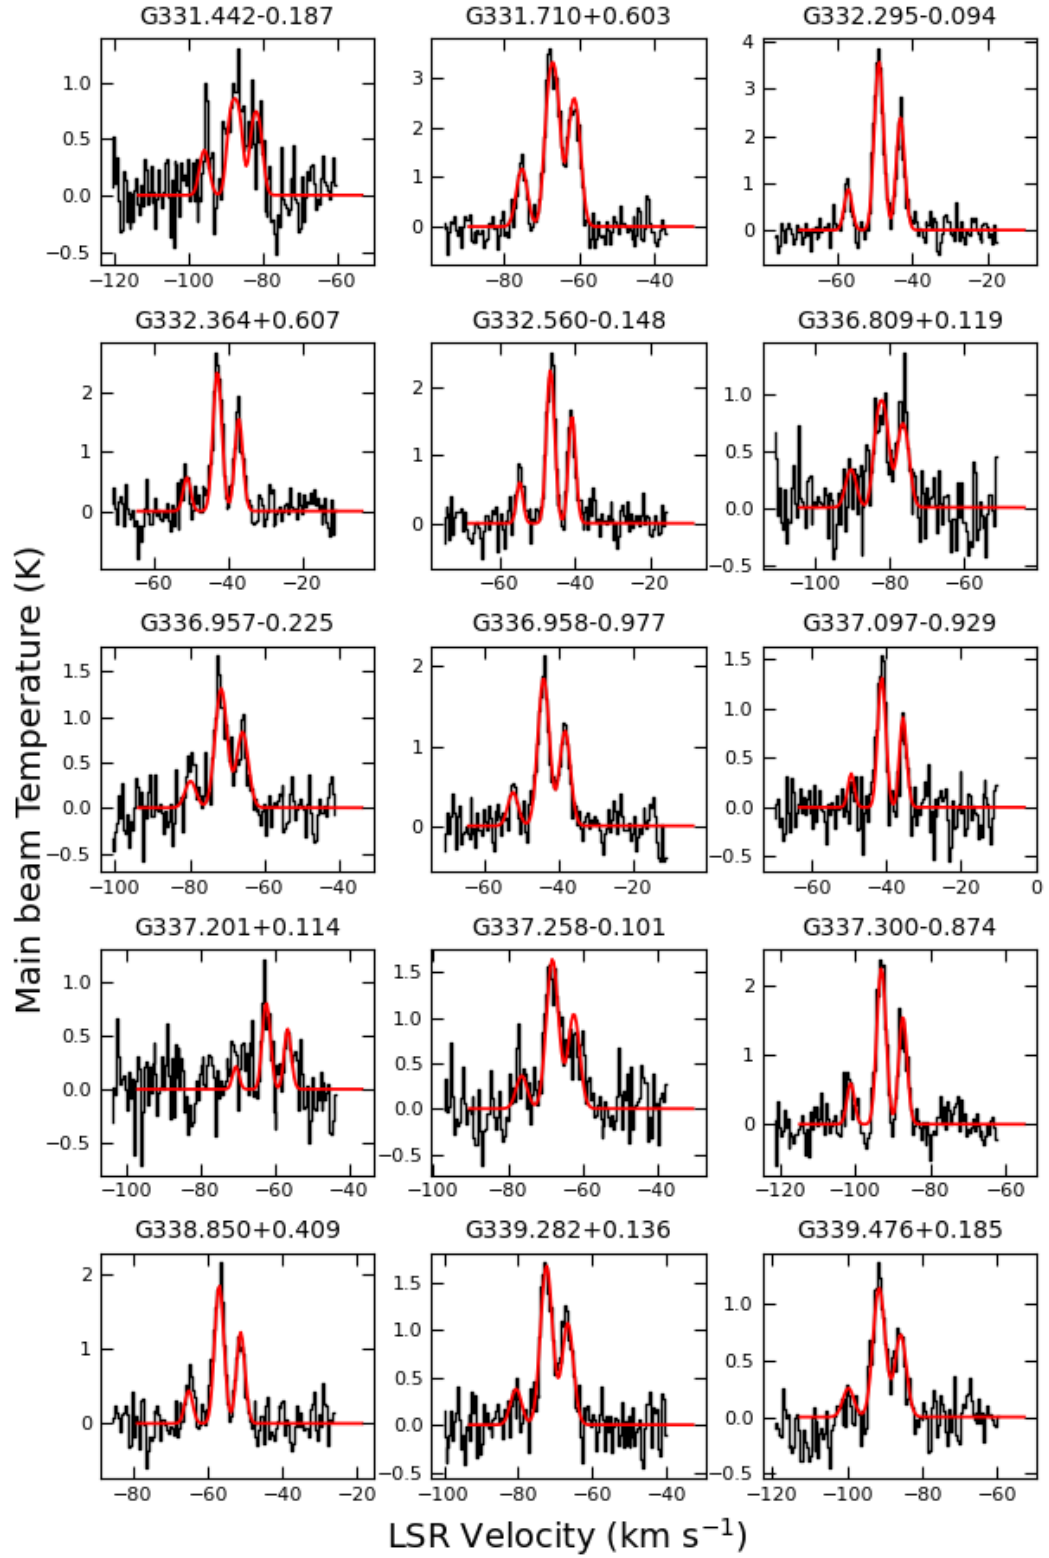 G331.442-0.187 G331.710+0.603 G332.295-0.094
1.0 0.5 0.0 −0.5
3 2 1 0
4 3 2 1 0
−120 −100 −80 −60
−80 −60 −40
−60 −40 −20
G332.364+0.607 G332.560-0.148 G336.809+0.119
2 1 0
2 1 0
1.0 0.5 0.0 −0.5
−60 −40 −20
−60 −40 −20
−100 −80 −60
G336.957-0.225 G336.958-0.977 G337.097-0.929
1.5 1.0 0.5 0.0 −0.5
2 1 0
1.5 1.0 0.5 0.0 −0.5
−100 −80 −60 −40
−60 −40 −20
−60 −40 −20 0
Main beam Temperature (K)
G337.201+0.114 G337.258-0.101 G337.300-0.874
1.0 0.5 0.0 −0.5
1.5 1.0 0.5 0.0 −0.5
2 1 0
−100 −80 −60 −40
−100 −80 −60 −40
−120 −100 −80 −60
G338.850+0.409 G339.282+0.136 G339.476+0.185
2 1 0
1.5 1.0 0.5 0.0 −0.5
1.0 0.5 0.0 −0.5
−80 −60 −40 −20
−100 −80 −60 −40
−120 −100 −80 −60
LSR Velocity (km s⁻¹)